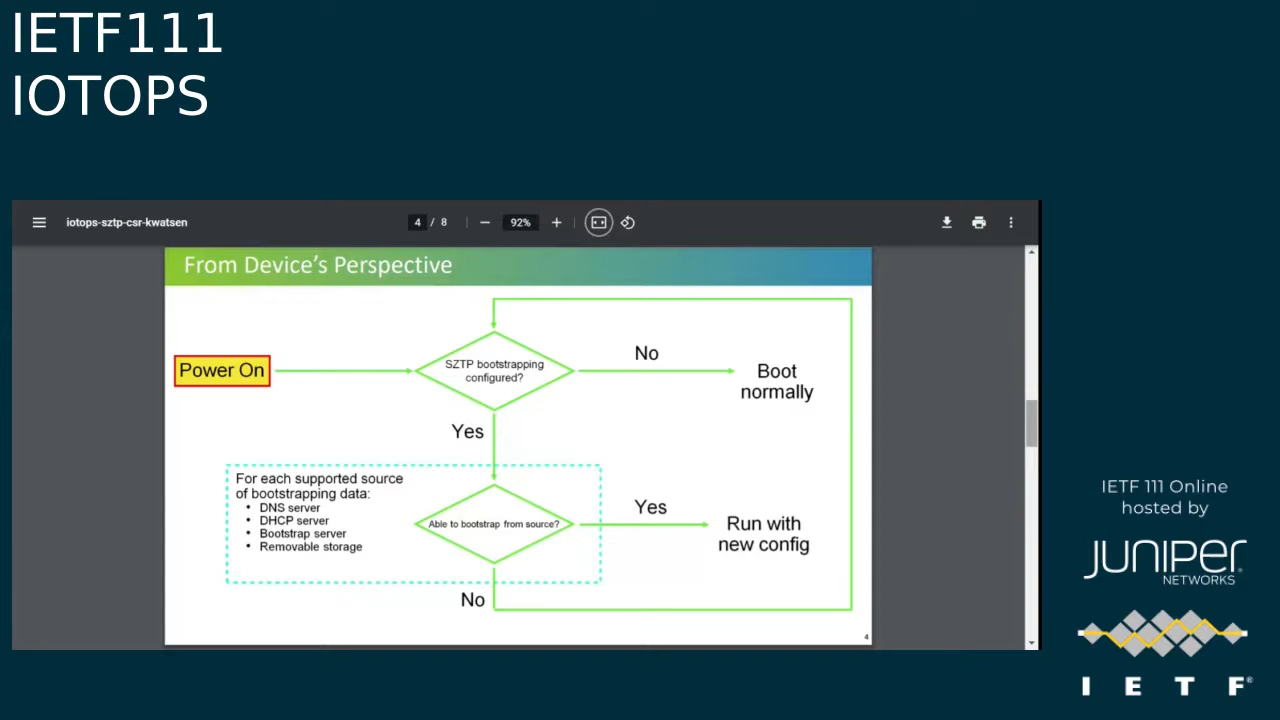 IETF111
IOTOPS
iotops-sztp-csr-kwatsen
4 / 8
92%
From Device's Perspective
Power On
SZTP bootstrapping
configured?
No
Boot
normally
Yes
For each supported source
of bootstrapping data:
• DNS server
• DHCP server
• Bootstrap server
• Removable storage
Able to bootstrap from source?
Yes
Run with
new config
No
4
IETF 111 Online
hosted by
JUNIPER
NETWORKS
I E T F®